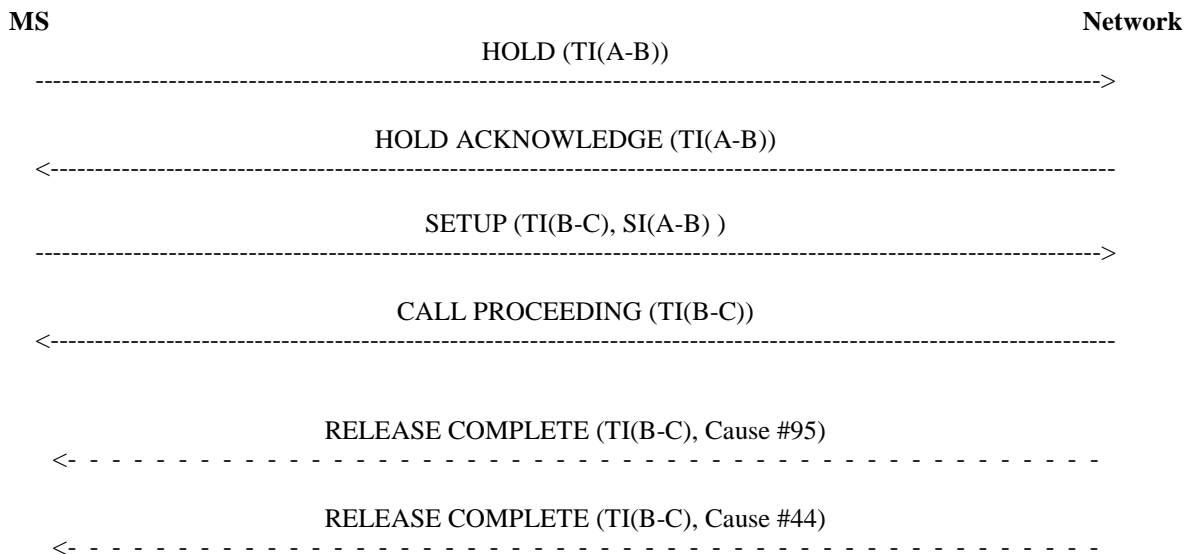 MS Network
HOLD (TI(A-B))
HOLD ACKNOWLEDGE (TI(A-B))
SETUP (TI(B-C), SI(A-B) )
CALL PROCEEDING (TI(B-C))
RELEASE COMPLETE (TI(B-C), Cause #95)
RELEASE COMPLETE (TI(B-C), Cause #44)